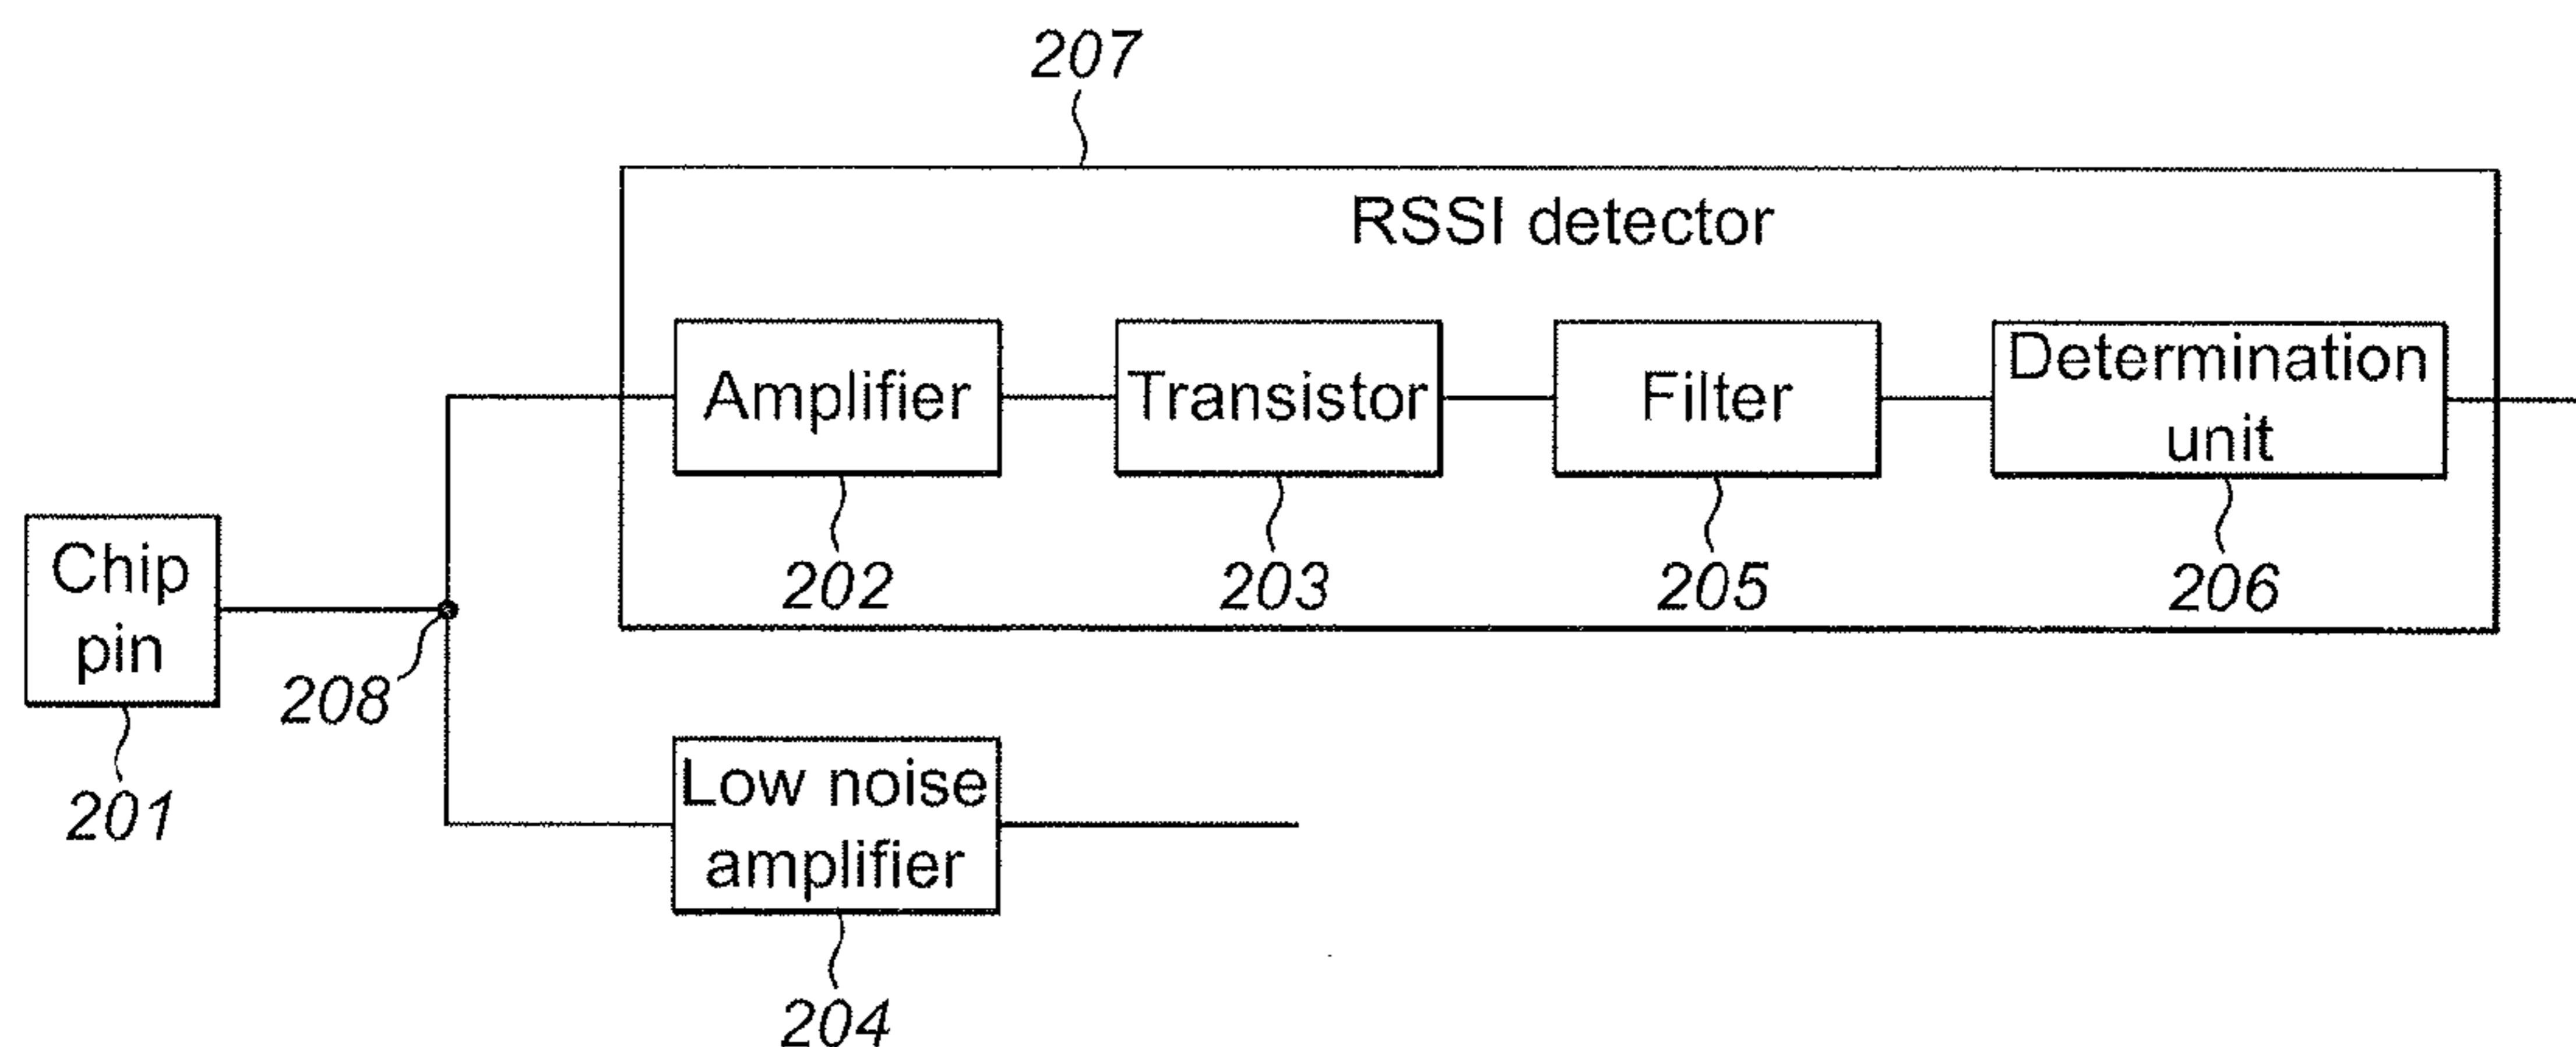 207
RSSI detector
Amplifier
Transistor
Filter
Determination
unit
202
203
205
206
Chip
pin
208
201
Low noise
amplifier
204